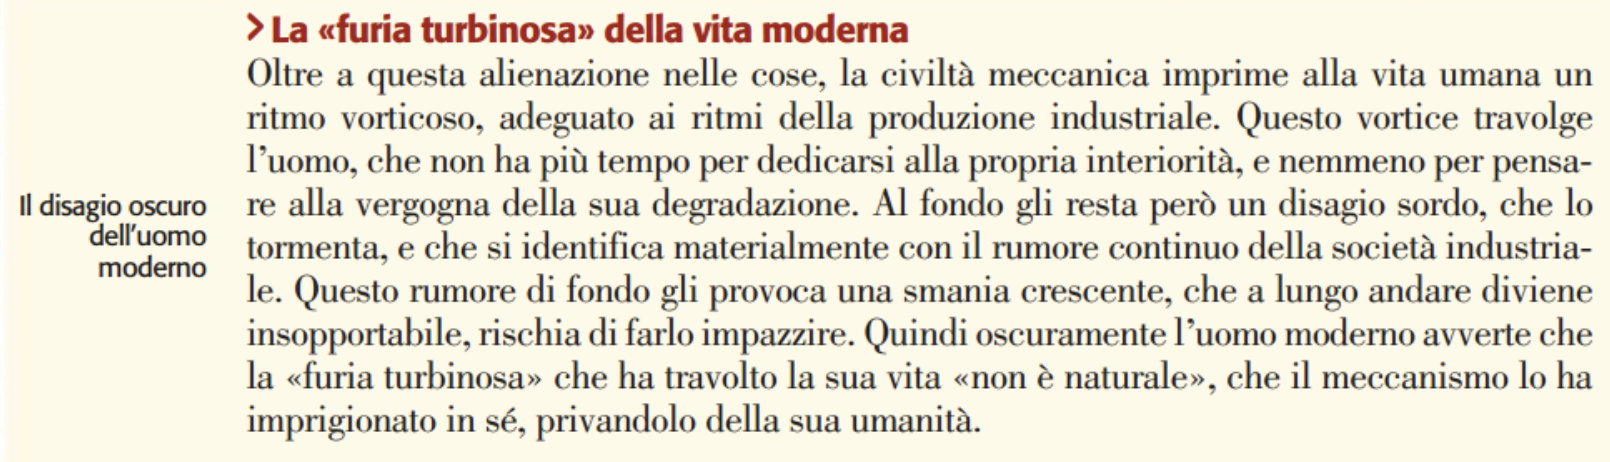 > La «furia turbinosa» della vita moderna
Oltre a questa alienazione nelle cose, la civiltà meccanica imprime alla vita umana un
ritmo vorticoso, adeguato ai ritmi della produzione industriale. Questo vortice travolge
l'uomo, che non ha più tempo per dedicarsi alla propria interiorità, e nemmeno per pensa-
re alla vergogna della sua degradazione. Al fondo gli resta però un disagio sordo, che lo
tormenta, e che si identifica materialmente con il rumore continuo della società industria-
le. Questo rumore di fondo gli provoca una smania crescente, che a lungo andare diviene
insopportabile, rischia di farlo impazzire. Quindi oscuramente l'uomo moderno avverte che
la «furia turbinosa» che ha travolto la sua vita «non è naturale», che il meccanismo lo ha
imprigionato in sé, privandolo della sua umanità.
Il disagio oscuro
dell'uomo
moderno